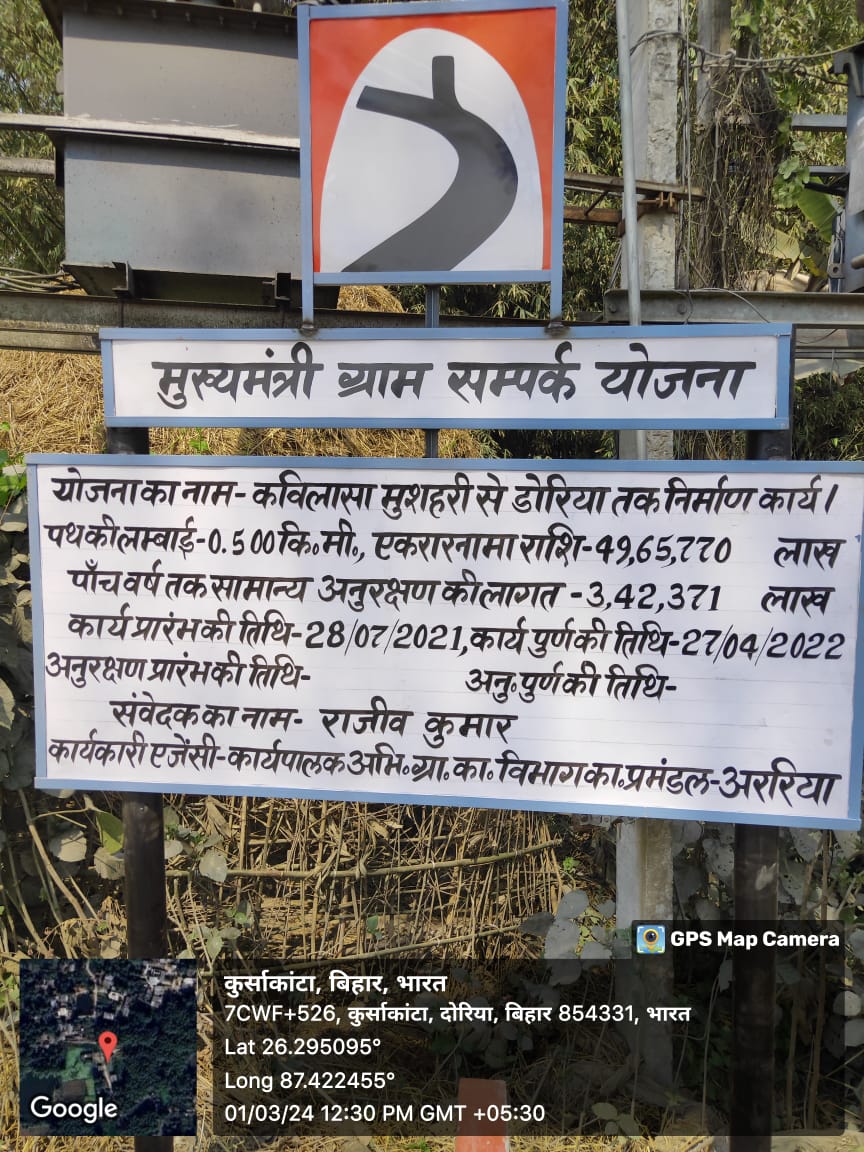 मुख्यमंत्री ग्राम सम्पर्क योजना
योजना का नाम- कविलासा मुशहरी से डोरिया तक निर्माण कार्य।
पथ की लम्बाई-0.500 कि॰मी॰, एकरारनामा राशि-49,65,770 लाख
पाँच वर्ष तक सामान्य अनुरक्षण की लागत -3,42,371 लाख
कार्य प्रारंभ की तिथि-28/07/2021, कार्य पुर्ण की तिथि-27/04/2022
अनुरक्षण प्रारंभ की तिथि- अनु॰ पुर्ण की तिथि-
संवेदक का नाम- राजीव कुमार
कार्यकारी एजेंसी-कार्यपालक अभि॰ ग्रा॰ का॰ विभाग का॰ प्रमंडल-अररिया
GPS Map Camera
कुर्साकांटा, बिहार, भारत
7CWF+526, कुर्साकांटा, दोरिया, बिहार 854331, भारत
Lat 26.295095°
Long 87.422455°
01/03/24 12:30 PM GMT +05:30
Google